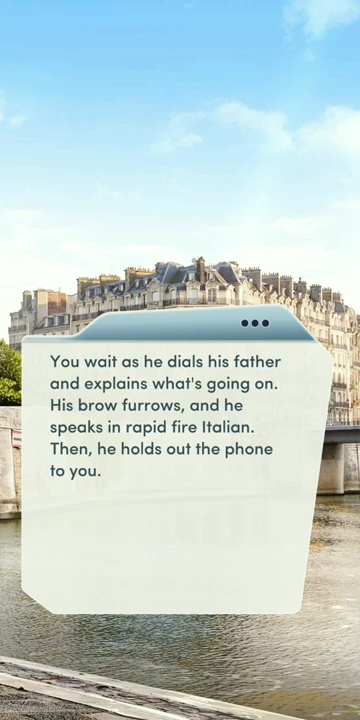 You wait as he dials his father
and explains what's going on.
His brow furrows, and he
speaks in rapid fire Italian.
Then, he holds out the phone
to you.